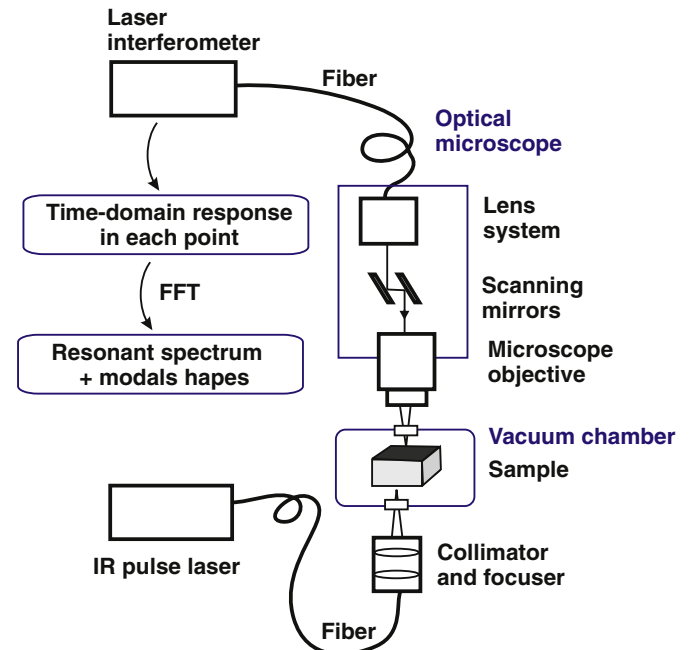 Laser
interferometer
Fiber
Optical
microscope
Time-domain response
in each point
Lens
system
FFT
Scanning
mirrors
Resonant spectrum
+ modals hapes
Microscope
objective
Vacuum chamber
Sample
IR pulse laser
Collimator
and focuser
Fiber